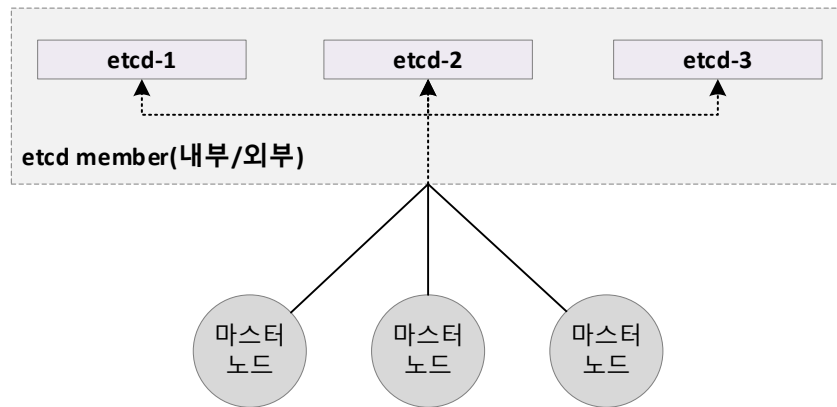 etcd-1
etcd-2
etcd-3
etcd member(내부/외부)
마스터
노드
마스터
노드
마스터
노드